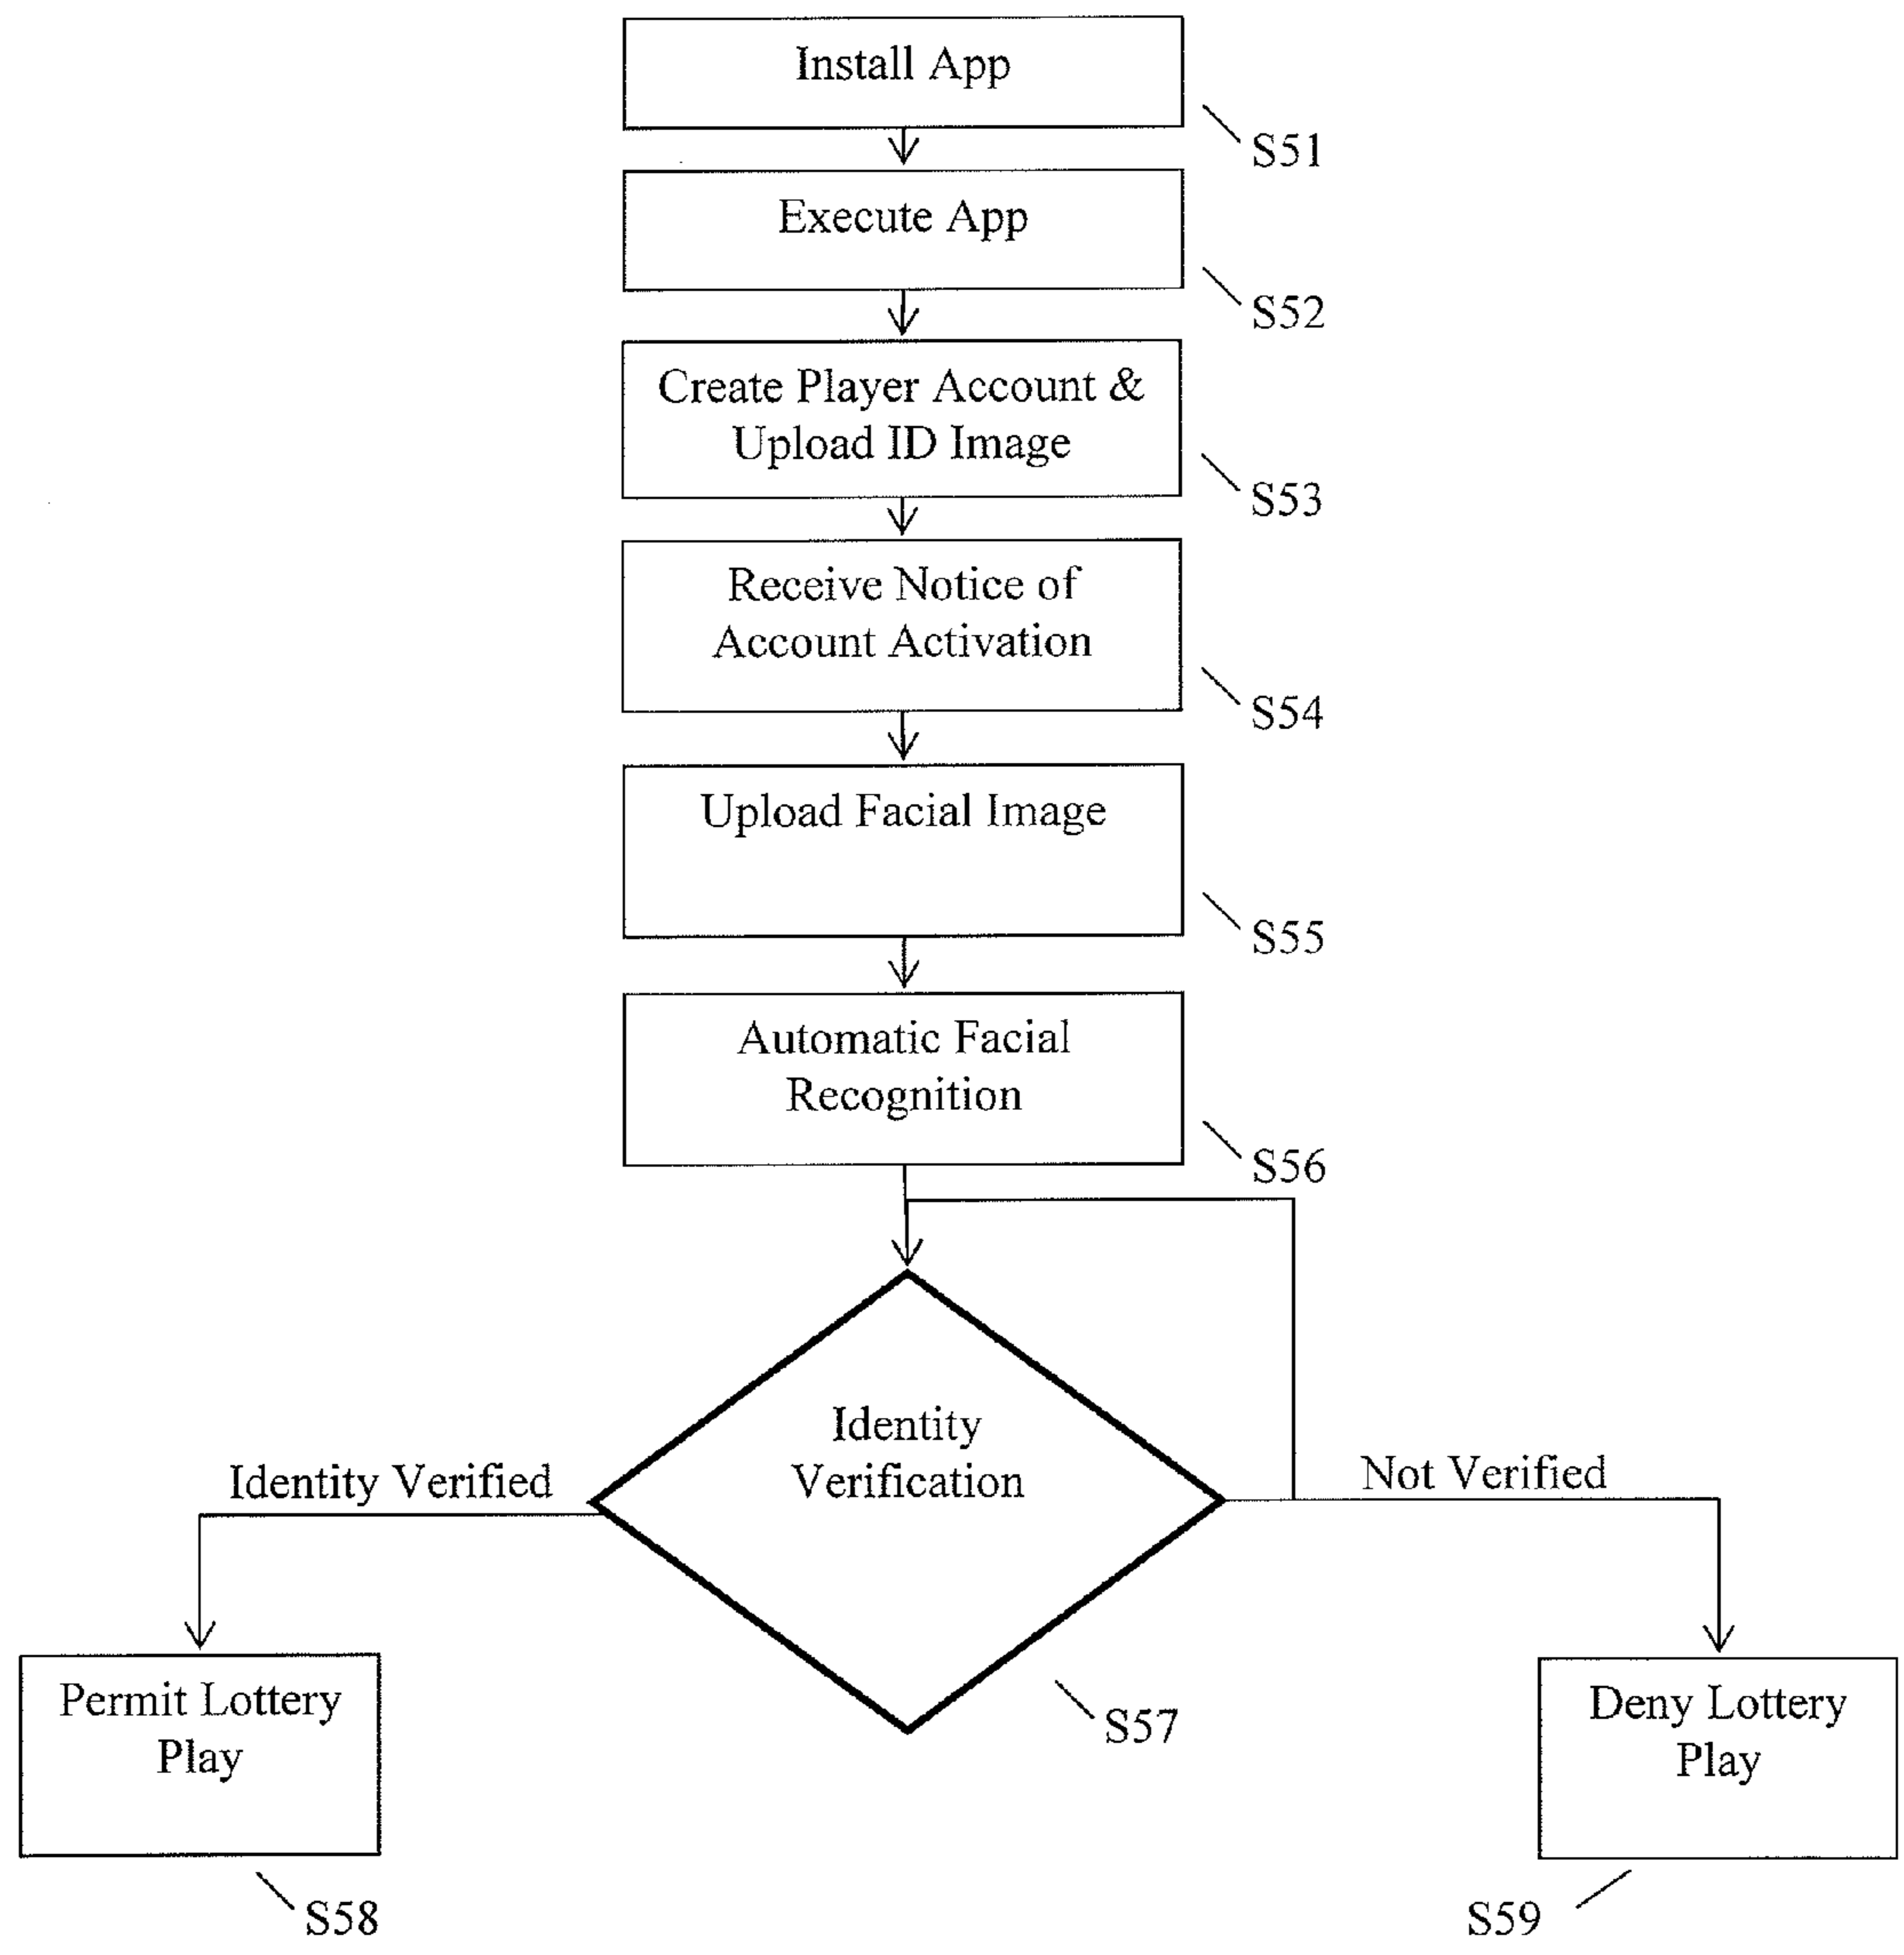 Install App
S51
Execute App
S52
Create Player Account &
Upload ID Image
S53
Receive Notice of
Account Activation
S54
Upload Facial Image
S55
Automatic Facial
Recognition
S56
Identity
Verification
Identity Verified
Not Verified
S57
Permit Lottery
Play
S58
Deny Lottery
Play
S59